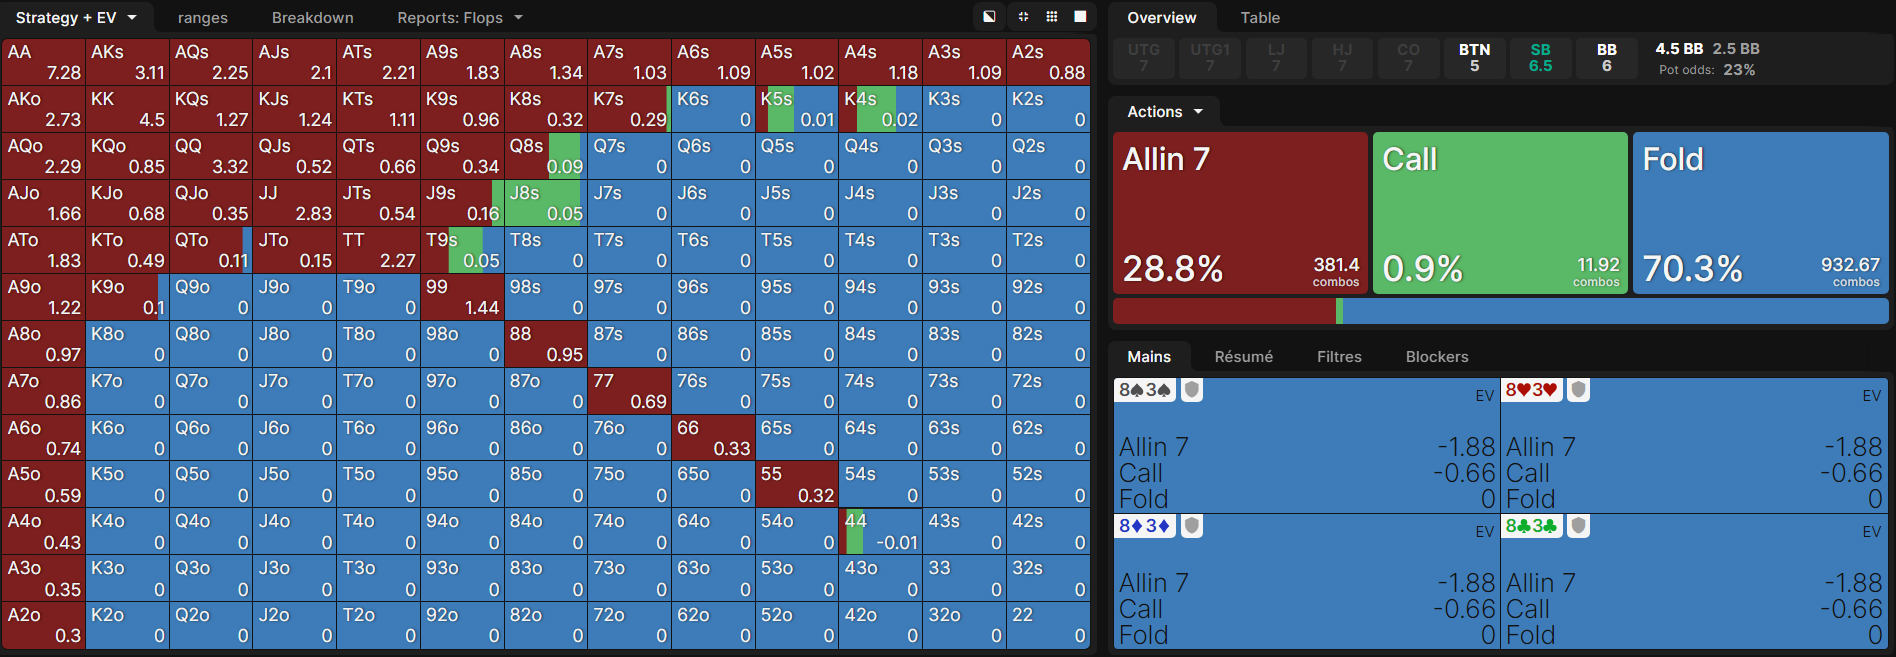 Strategy + EV ranges Breakdown Reports: Flops
AA AKs AQs AJs ATs A9s A8s A7s A6s A5s A4s A3s A2s
7.28 3.11 2.25 2.1 2.21 1.83 1.34 1.03 1.09 1.02 1.18 1.09 0.88
AKo KK KQs KJs KTs K9s K8s K7s K6s K5s K4s K3s K2s
2.73 4.5 1.27 1.24 1.11 0.96 0.32 0.29 0 0.01 0.02 0 0
AQo KQo QQ QJs QTs Q9s Q8s Q7s Q6s Q5s Q4s Q3s Q2s
2.29 0.85 3.32 0.52 0.66 0.34 0.09 0 0 0 0 0 0
AJo KJo QJo JJ JTs J9s J8s J7s J6s J5s J4s J3s J2s
1.66 0.68 0.35 2.83 0.54 0.16 0.05 0 0 0 0 0 0
ATo KTo QTo JTo TT T9s T8s T7s T6s T5s T4s T3s T2s
1.83 0.49 0.11 0.15 2.27 0.05 0 0 0 0 0 0 0
A9o K9o Q9o J9o T9o 99 98s 97s 96s 95s 94s 93s 92s
1.22 0.1 0 0 0 1.44 0 0 0 0 0 0 0
A8o K8o Q8o J8o T8o 98o 88 87s 86s 85s 84s 83s 82s
0.97 0 0 0 0 0 0.95 0 0 0 0 0 0
A7o K7o Q7o J7o T7o 97o 87o 77 76s 75s 74s 73s 72s
0.86 0 0 0 0 0 0 0.69 0 0 0 0 0
A6o K6o Q6o J6o T6o 96o 86o 76o 66 65s 64s 63s 62s
0.74 0 0 0 0 0 0 0 0.33 0 0 0 0
A5o K5o Q5o J5o T5o 95o 85o 75o 65o 55 54s 53s 52s
0.59 0 0 0 0 0 0 0 0 0.32 0 0 0
A4o K4o Q4o J4o T4o 94o 84o 74o 64o 54o 44 43s 42s
0.43 0 0 0 0 0 0 0 0 0 -0.01 0 0
A3o K3o Q3o J3o T3o 93o 83o 73o 63o 53o 43o 33 32s
0.35 0 0 0 0 0 0 0 0 0 0 0 0
A2o K2o Q2o J2o T2o 92o 82o 72o 62o 52o 42o 32o 22
0.3 0 0 0 0 0 0 0 0 0 0 0 0
Overview Table
UTG UTG1 LJ HJ CO BTN SB BB 4.5 BB 2.5 BB
7 7 7 7 7 5 6.5 6 Pot odds: 23%
Actions
Allin 7 Call Fold
28.8% 381.4 combos 0.9% 11.92 combos 70.3% 932.67 combos
Mains Résumé Filtres Blockers
8♠3♠ EV 8♥3♥ EV
Allin 7 -1.88 Allin 7 -1.88
Call -0.66 Call -0.66
Fold 0 Fold 0
8♦3♦ EV 8♣3♣ EV
Allin 7 -1.88 Allin 7 -1.88
Call -0.66 Call -0.66
Fold 0 Fold 0